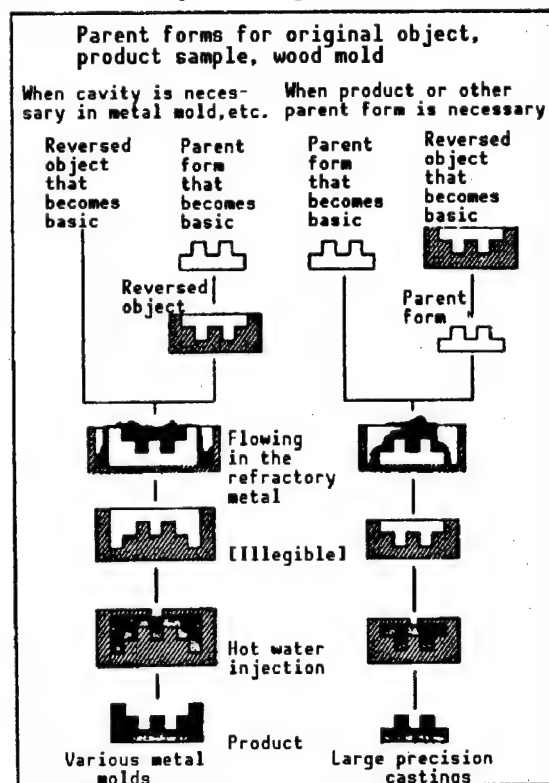 Parent forms for original object,
product sample, wood mold
When cavity is neces-
sary in metal mold,etc.
When product or other
parent form is necessary
Reversed
object
that
becomes
basic
Parent
form
that
becomes
basic
Parent
form
that
becomes
basic
Reversed
object
that
becomes
basic
Reversed
object
Parent
form
Flowing
in the
refractory
metal
[Illegible]
Hot water
injection
Product
Various metal
molds
Large precision
castings